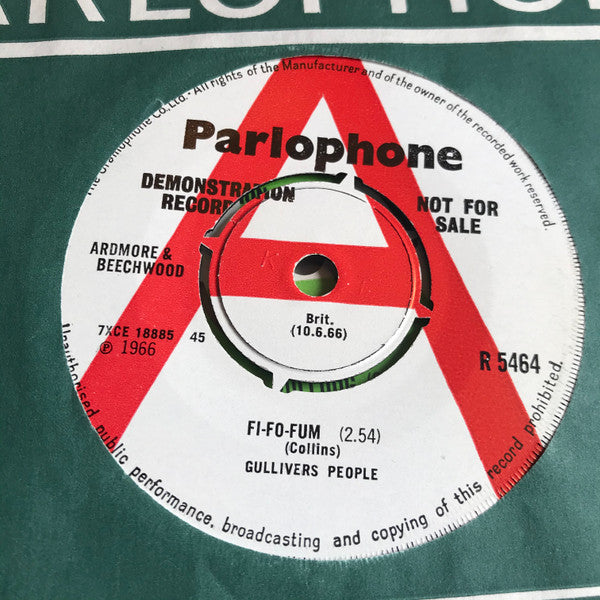 The Gramophone Co. Ltd. · All rights of the Manufacturer and of the owner of the recorded work reserved.
Parlophone
DEMONSTRATION
RECORD
NOT FOR
SALE
ARDMORE &
BEECHWOOD
Brit.
(10.6.66)
7XCE 18885 45
℗ 1966
R 5464
FI-FO-FUM (2.54)
(Collins)
GULLIVERS PEOPLE
Unauthorised public performance, broadcasting and copying of this record prohibited.